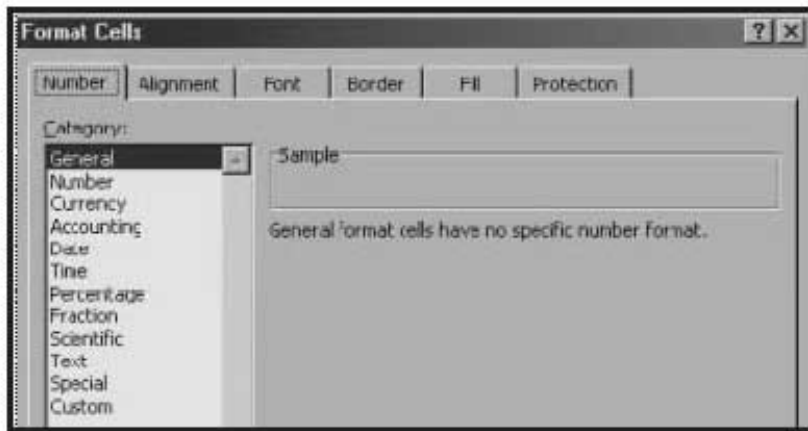 Format Cells
Number Alignment Font Border Fill Protection
Category:
General
Number
Currency
Accounting
Date
Time
Percentage
Fraction
Scientific
Text
Special
Custom
Sample
General format cells have no specific number format.